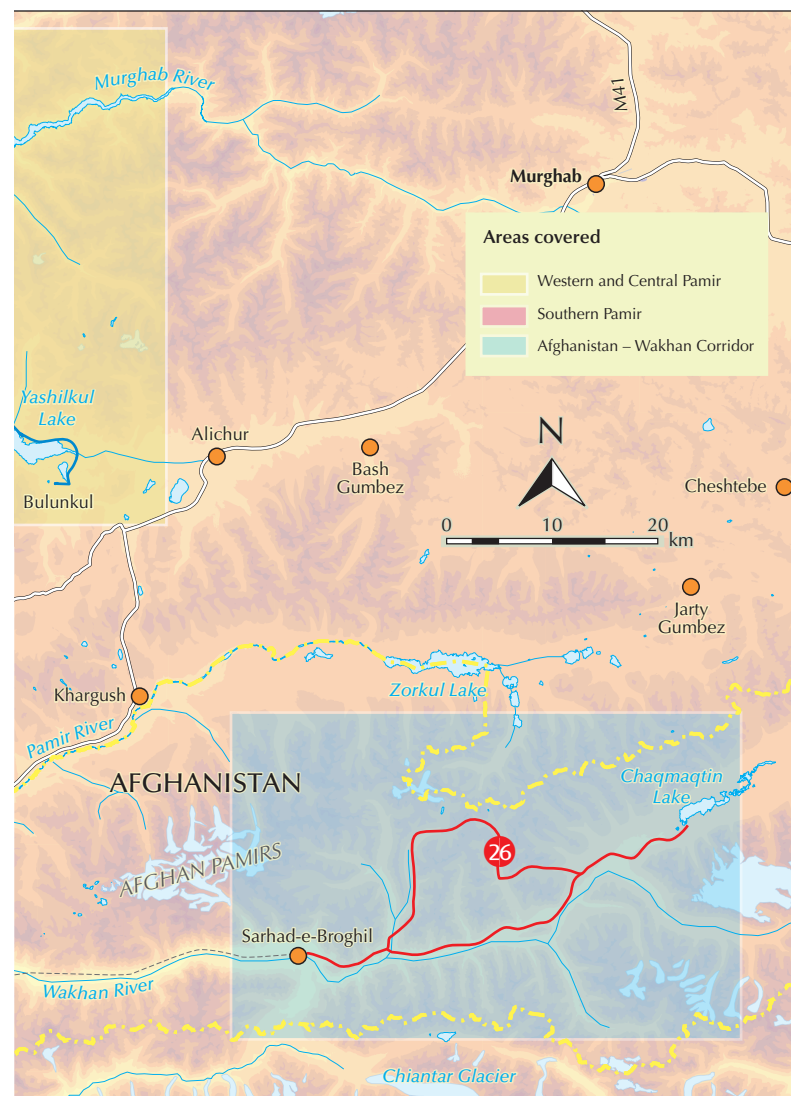 Murghab River
M41
Murghab
Areas covered
Western and Central Pamir
Southern Pamir
Afghanistan – Wakhan Corridor
Yashilkul
Lake
Alichur
Bash
Gumbez
N
Bulunkul
Cheshtebe
0 10 20
km
Jarty
Gumbez
Khargush
Zorkul Lake
Pamir River
AFGHANISTAN
Chaqmaqtin
Lake
26
AFGHAN PAMIRS
Sarhad-e-Broghil
Wakhan River
Chiantar Glacier